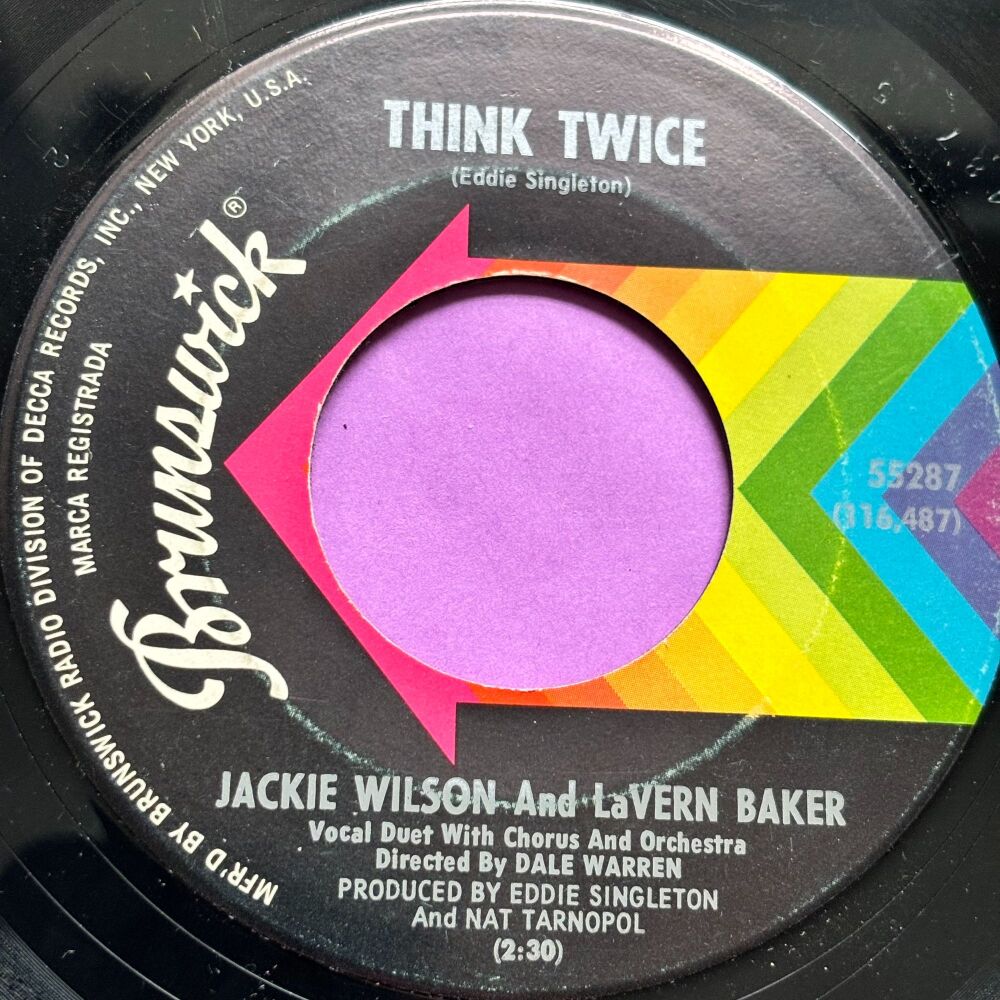 THINK TWICE
(Eddie Singleton)
Brunswick®
MFR'D BY BRUNSWICK RADIO DIVISION OF DECCA RECORDS, INC., NEW YORK, U.S.A.
MARCA REGISTRADA
55287
(116,487)
JACKIE WILSON And LaVERN BAKER
Vocal Duet With Chorus And Orchestra
Directed By DALE WARREN
PRODUCED BY EDDIE SINGLETON
And NAT TARNOPOL
(2:30)